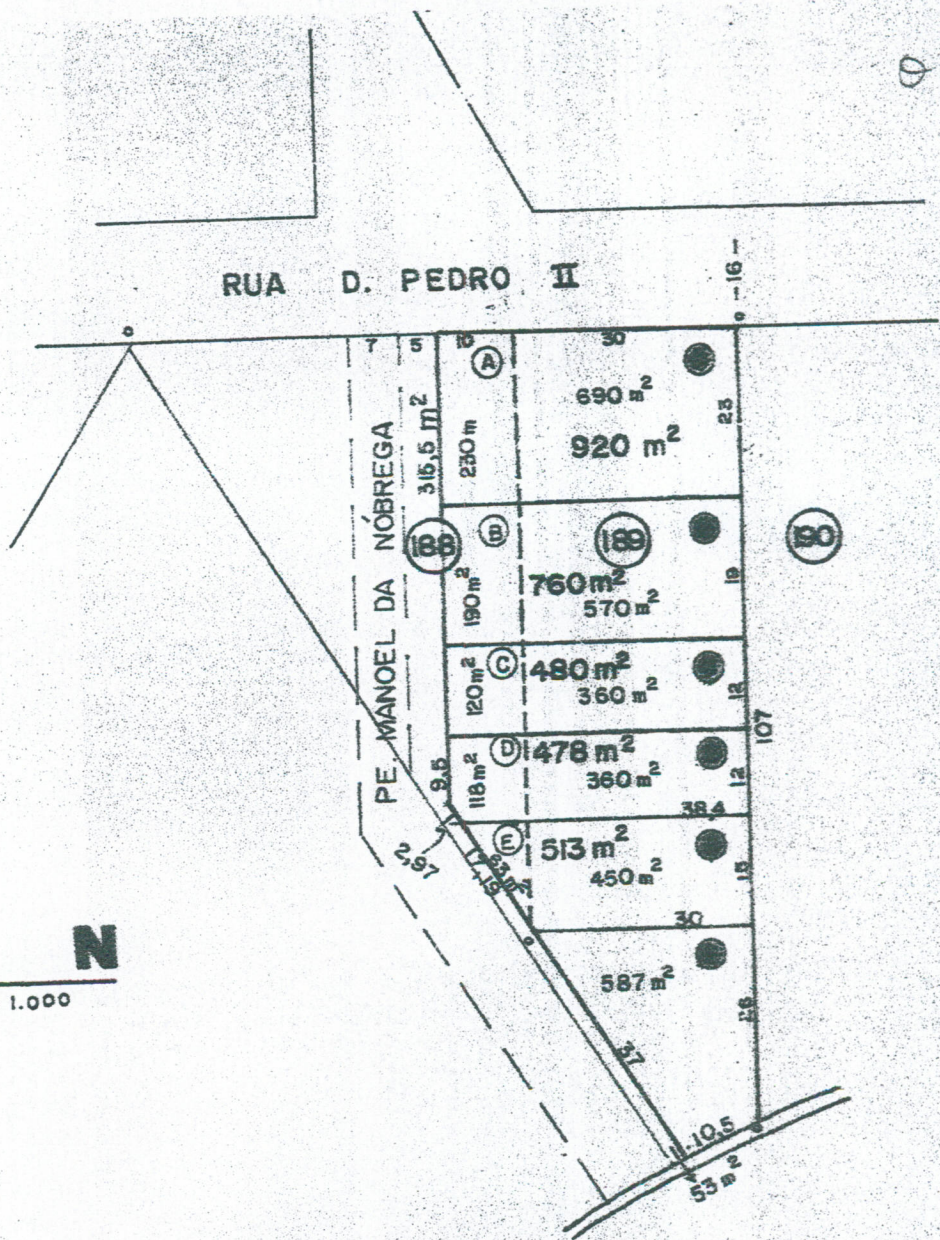 RUA D. PEDRO II
- 16 -
7
5
10
30
A
690 m²
23
920 m²
315,5 m²
230 m
PE. MANOEL DA NÓBREGA
188
B
189
190
760 m²
19
190 m²
570 m²
C
480 m²
120 m²
360 m²
12
107
D
478 m²
118 m²
360 m²
12
9,5
38,4
E
513 m²
2,97
450 m²
15
30
N
1.000
587 m²
26
37
10,5
53 m²